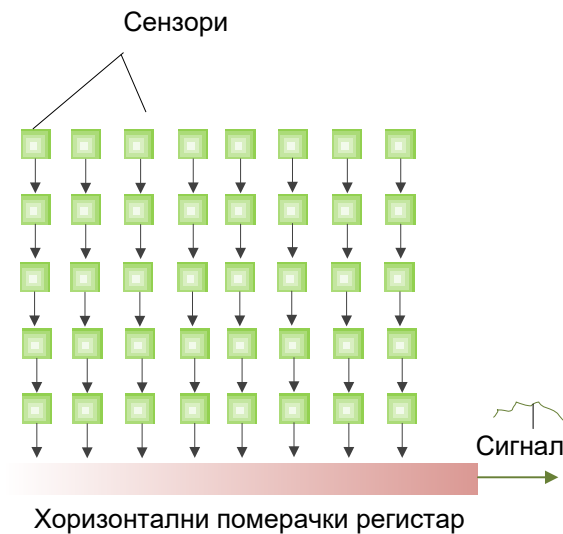 Сензори
Сигнал
Хоризонтални померачки регистар